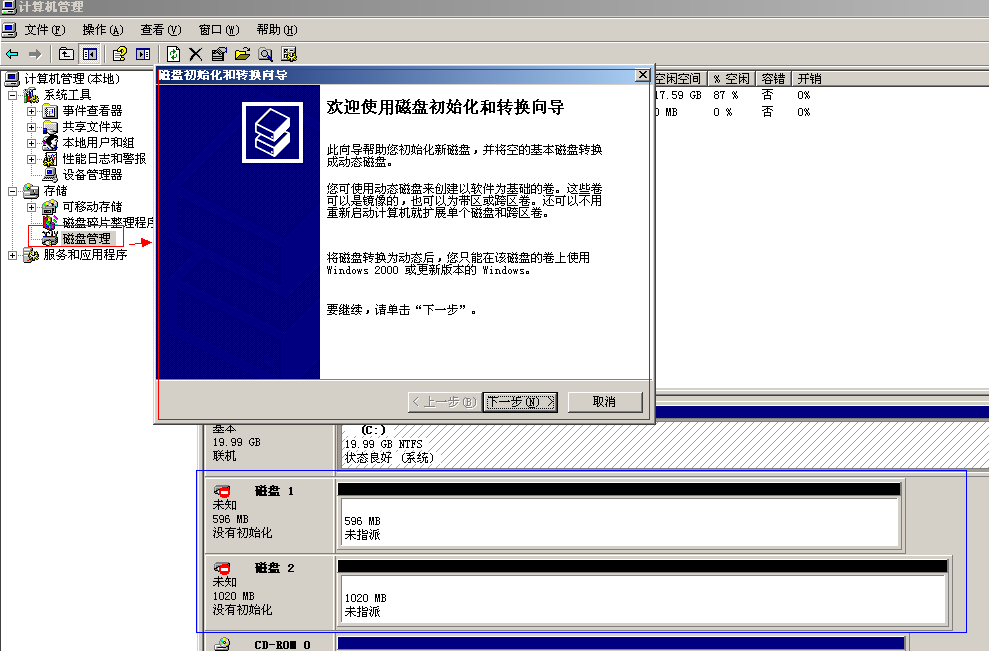 计算机管理
文件(F) 操作(A) 查看(V) 窗口(W) 帮助(H)
计算机管理(本地)
系统工具
事件查看器
共享文件夹
本地用户和组
性能日志和警报
设备管理器
存储
可移动存储
磁盘碎片整理程序
磁盘管理
服务和应用程序
空闲空间 % 空闲 容错 开销
17.59 GB 87 % 否 0%
0 MB 0 % 否 0%
磁盘初始化和转换向导
欢迎使用磁盘初始化和转换向导
此向导帮助您初始化新磁盘，并将空的基本磁盘转换
成动态磁盘。
您可使用动态磁盘来创建以软件为基础的卷。这些卷
可以是镜像的，也可以为带区或跨区卷。还可以不用
重新启动计算机就扩展单个磁盘和跨区卷。
将磁盘转换为动态后，您只能在该磁盘的卷上使用
Windows 2000 或更新版本的 Windows。
要继续，请单击“下一步”。
< 上一步(B) 下一步(N) > 取消
基本
19.99 GB
联机
(C:)
19.99 GB NTFS
状态良好 (系统)
磁盘 1
未知
596 MB
没有初始化
596 MB
未指派
磁盘 2
未知
1020 MB
没有初始化
1020 MB
未指派
CD-ROM 0